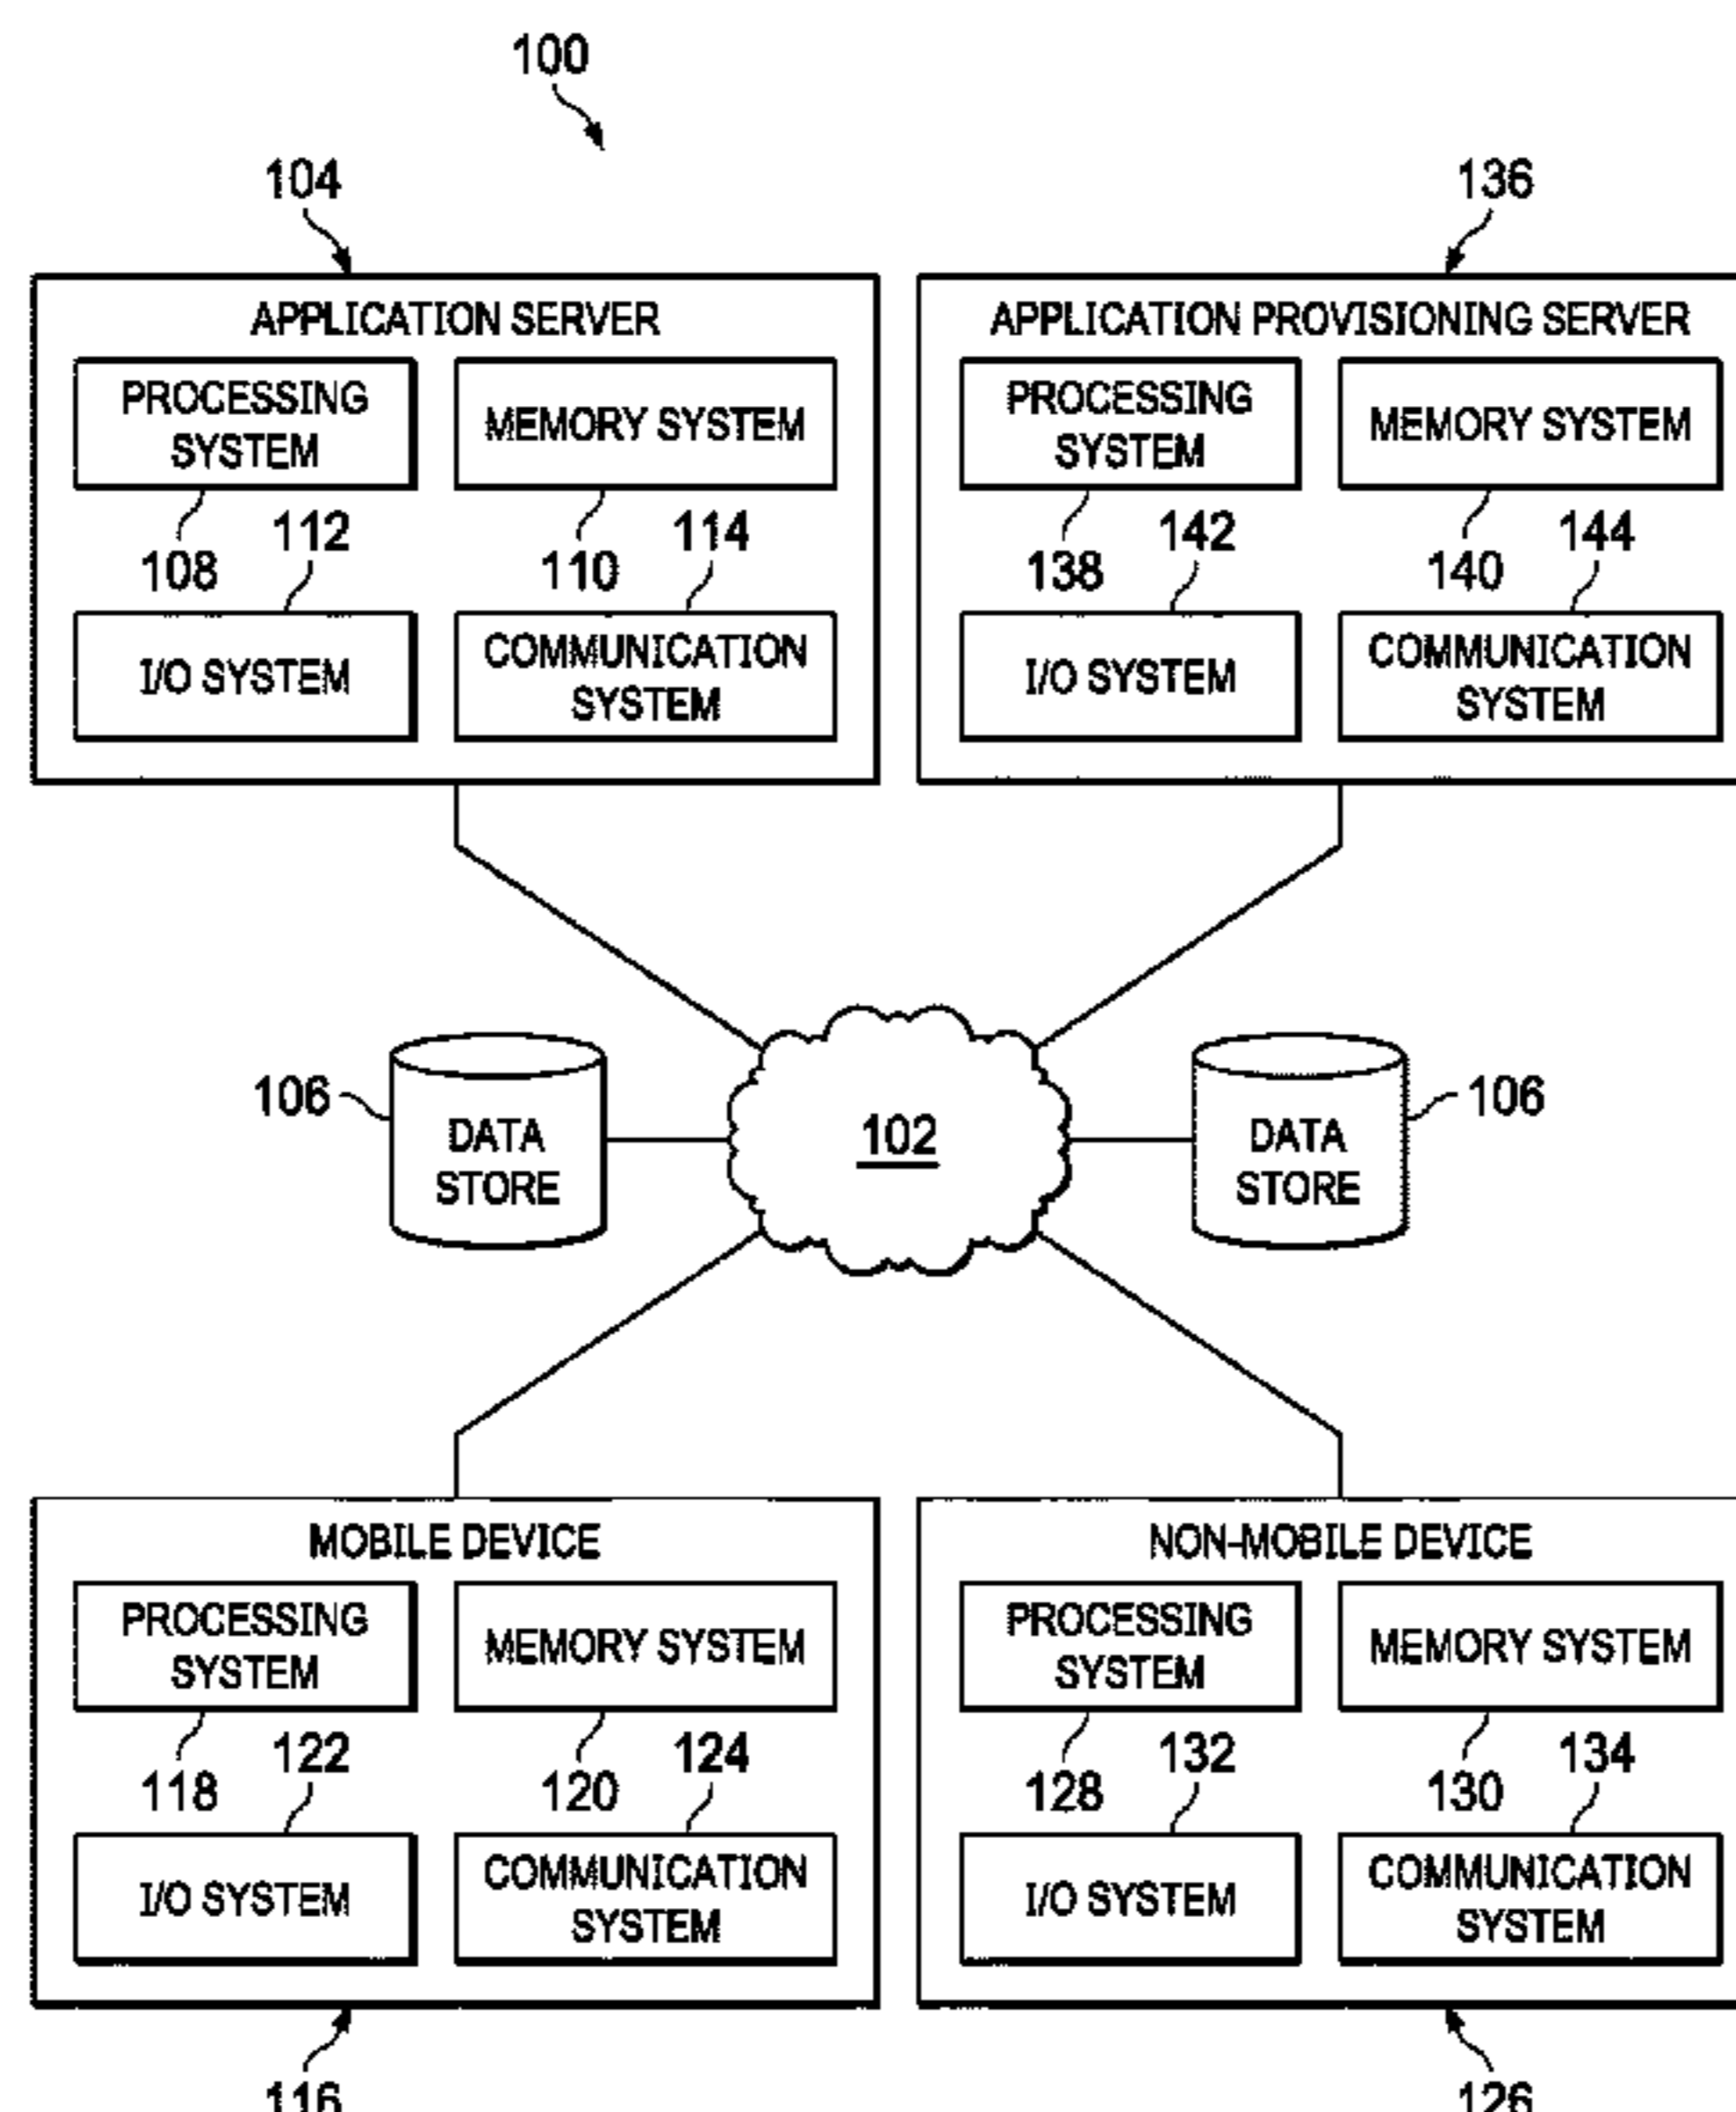 100
104
136
APPLICATION SERVER
APPLICATION PROVISIONING SERVER
PROCESSING
SYSTEM
MEMORY SYSTEM
PROCESSING
SYSTEM
MEMORY SYSTEM
108
112
110
114
138
142
140
144
I/O SYSTEM
COMMUNICATION
SYSTEM
I/O SYSTEM
COMMUNICATION
SYSTEM
106
DATA
STORE
102
DATA
STORE
106
MOBILE DEVICE
NON-MOBILE DEVICE
PROCESSING
SYSTEM
MEMORY SYSTEM
PROCESSING
SYSTEM
MEMORY SYSTEM
118
122
120
124
128
132
130
134
I/O SYSTEM
COMMUNICATION
SYSTEM
I/O SYSTEM
COMMUNICATION
SYSTEM
116
126